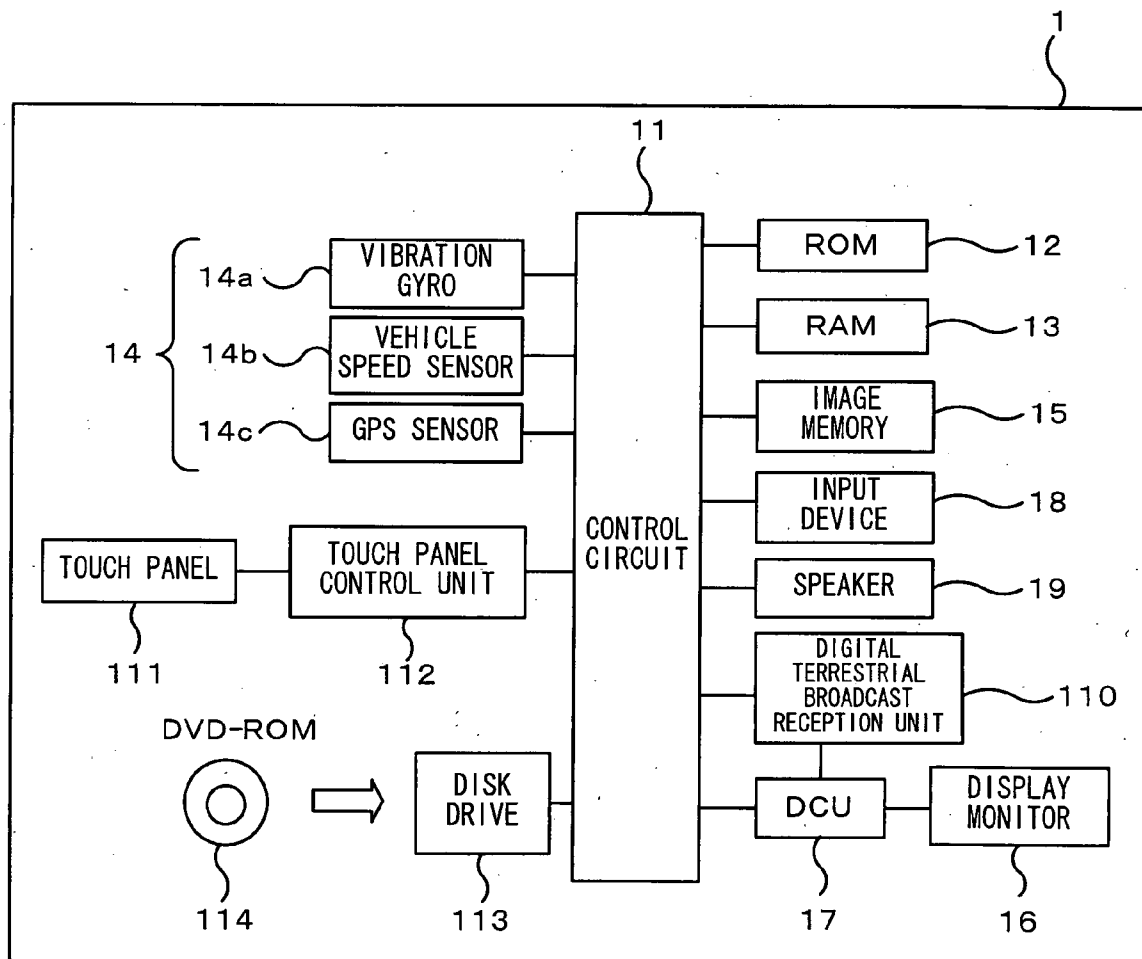 1
11
VIBRATION
GYRO
14a
VEHICLE
SPEED SENSOR
14b
GPS SENSOR
14c
14
TOUCH PANEL
111
TOUCH PANEL
CONTROL UNIT
112
DVD-ROM
114
DISK
DRIVE
113
CONTROL
CIRCUIT
ROM
12
RAM
13
IMAGE
MEMORY
15
INPUT
DEVICE
18
SPEAKER
19
DIGITAL
TERRESTRIAL
BROADCAST
RECEPTION UNIT
110
DCU
17
DISPLAY
MONITOR
16